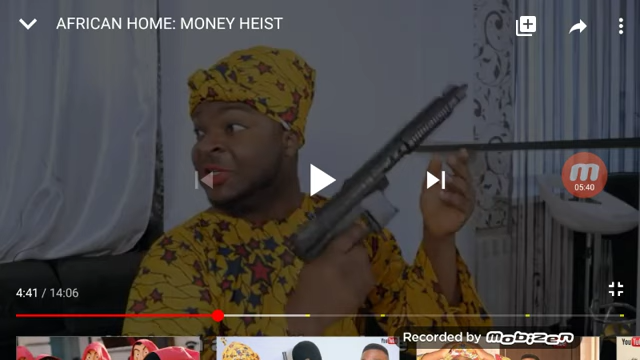 AFRICAN HOME: MONEY HEIST
m
05:40
4:41 / 14:06
Recorded by mobizen